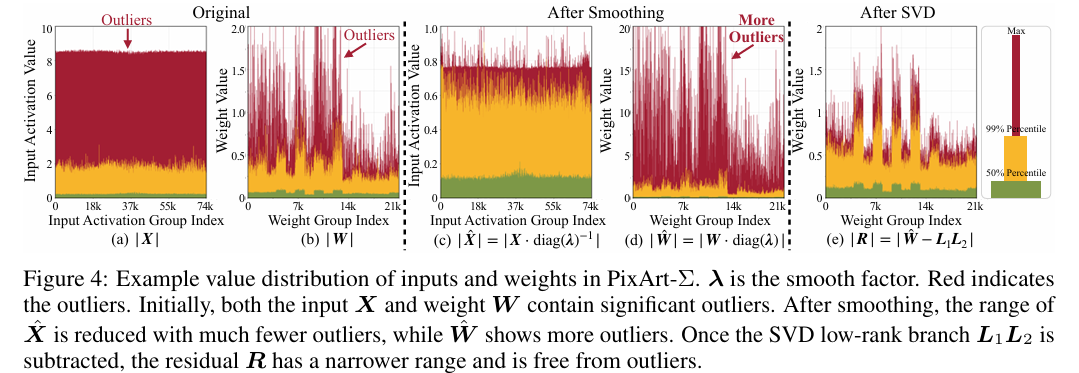 Original
After Smoothing
After SVD
Outliers
Input Activation Value
10
8
6
4
2
0
0 18k 37k 55k 74k
Input Activation Group Index
(a) |X|
Outliers
Weight Value
2.0
1.5
1.0
0.5
0
0 7k 14k 21k
Weight Group Index
(b) |W|
Input Activation Value
1.0
0.8
0.6
0.4
0.2
0
0 18k 37k 55k 74k
Input Activation Group Index
(c) |X̂| = |X · diag(λ)⁻¹|
More
Outliers
Weight Value
20
15
10
5
0
0 7k 14k 21k
Weight Group Index
(d) |Ŵ| = |W · diag(λ)|
Weight Value
2.0
1.5
1.0
0.5
0
0 7k 14k 21k
Weight Group Index
(e) |R| = |Ŵ − L₁L₂|
Max
99% Percentile
50% Percentile
Figure 4: Example value distribution of inputs and weights in PixArt-Σ. λ is the smooth factor. Red indicates
the outliers. Initially, both the input X and weight W contain significant outliers. After smoothing, the range of
X̂ is reduced with much fewer outliers, while Ŵ shows more outliers. Once the SVD low-rank branch L₁L₂ is
subtracted, the residual R has a narrower range and is free from outliers.